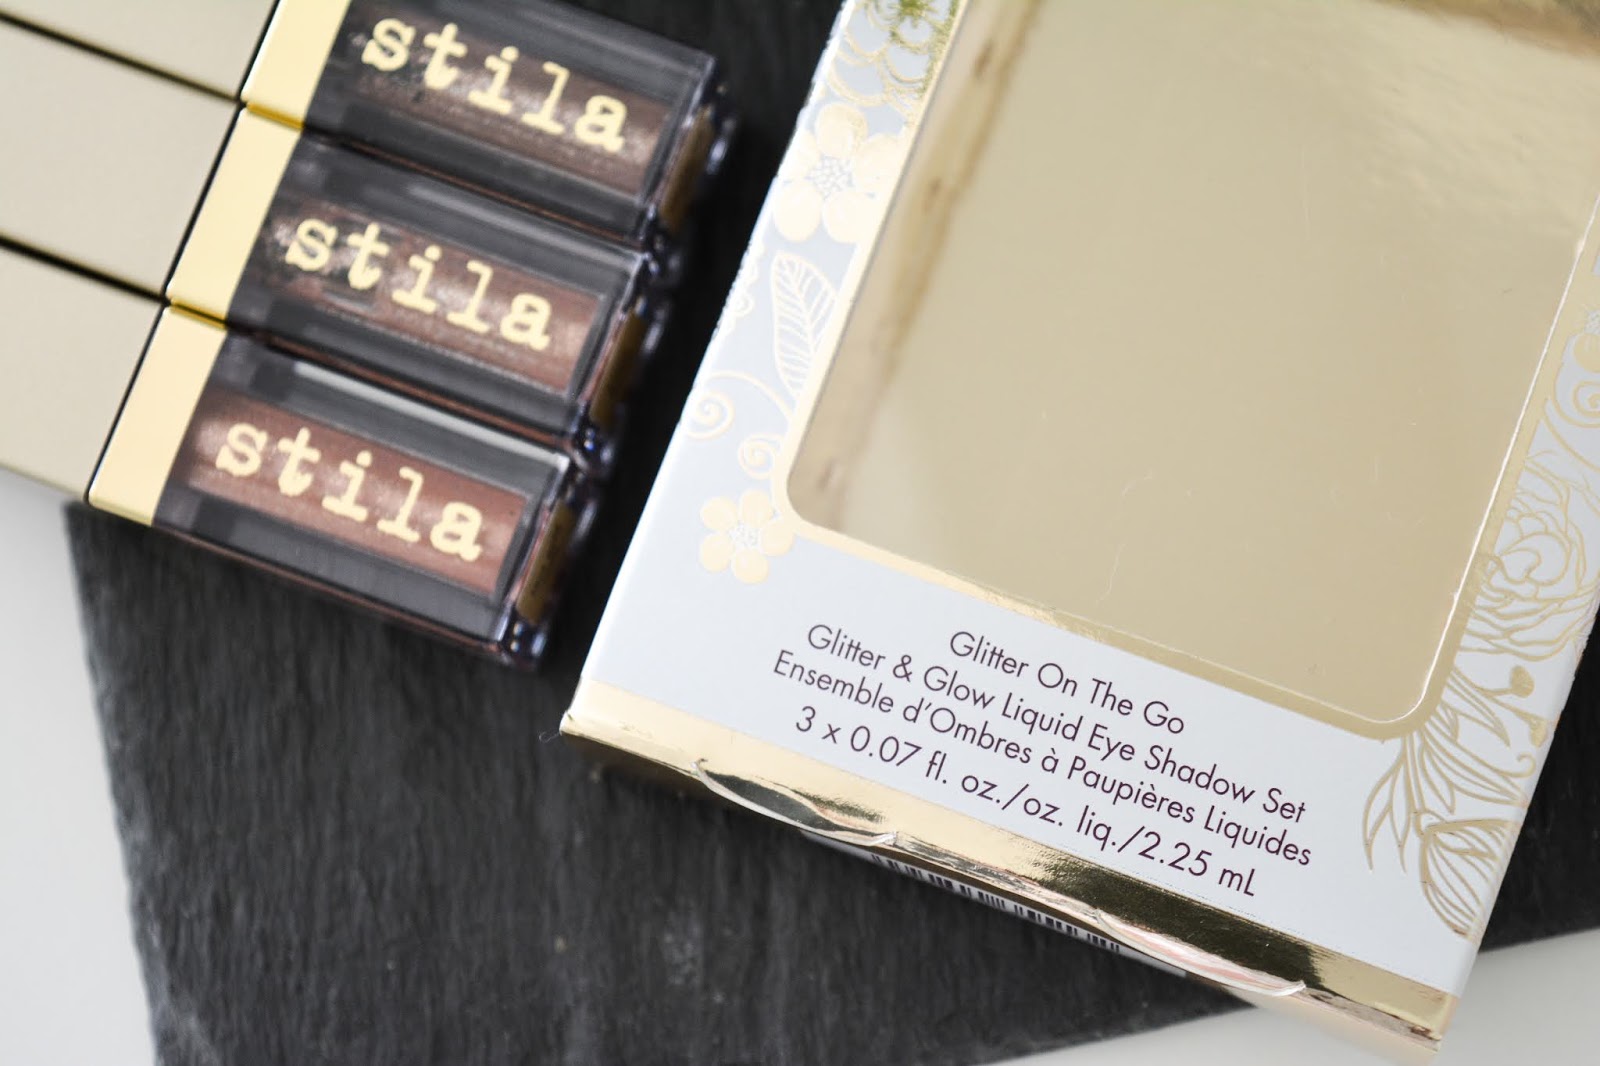 stila
stila
stila
Glitter On The Go
Glitter & Glow Liquid Eye Shadow Set
Ensemble d'Ombres à Paupières Liquides
3 x 0.07 fl. oz./oz. liq./2.25 mL